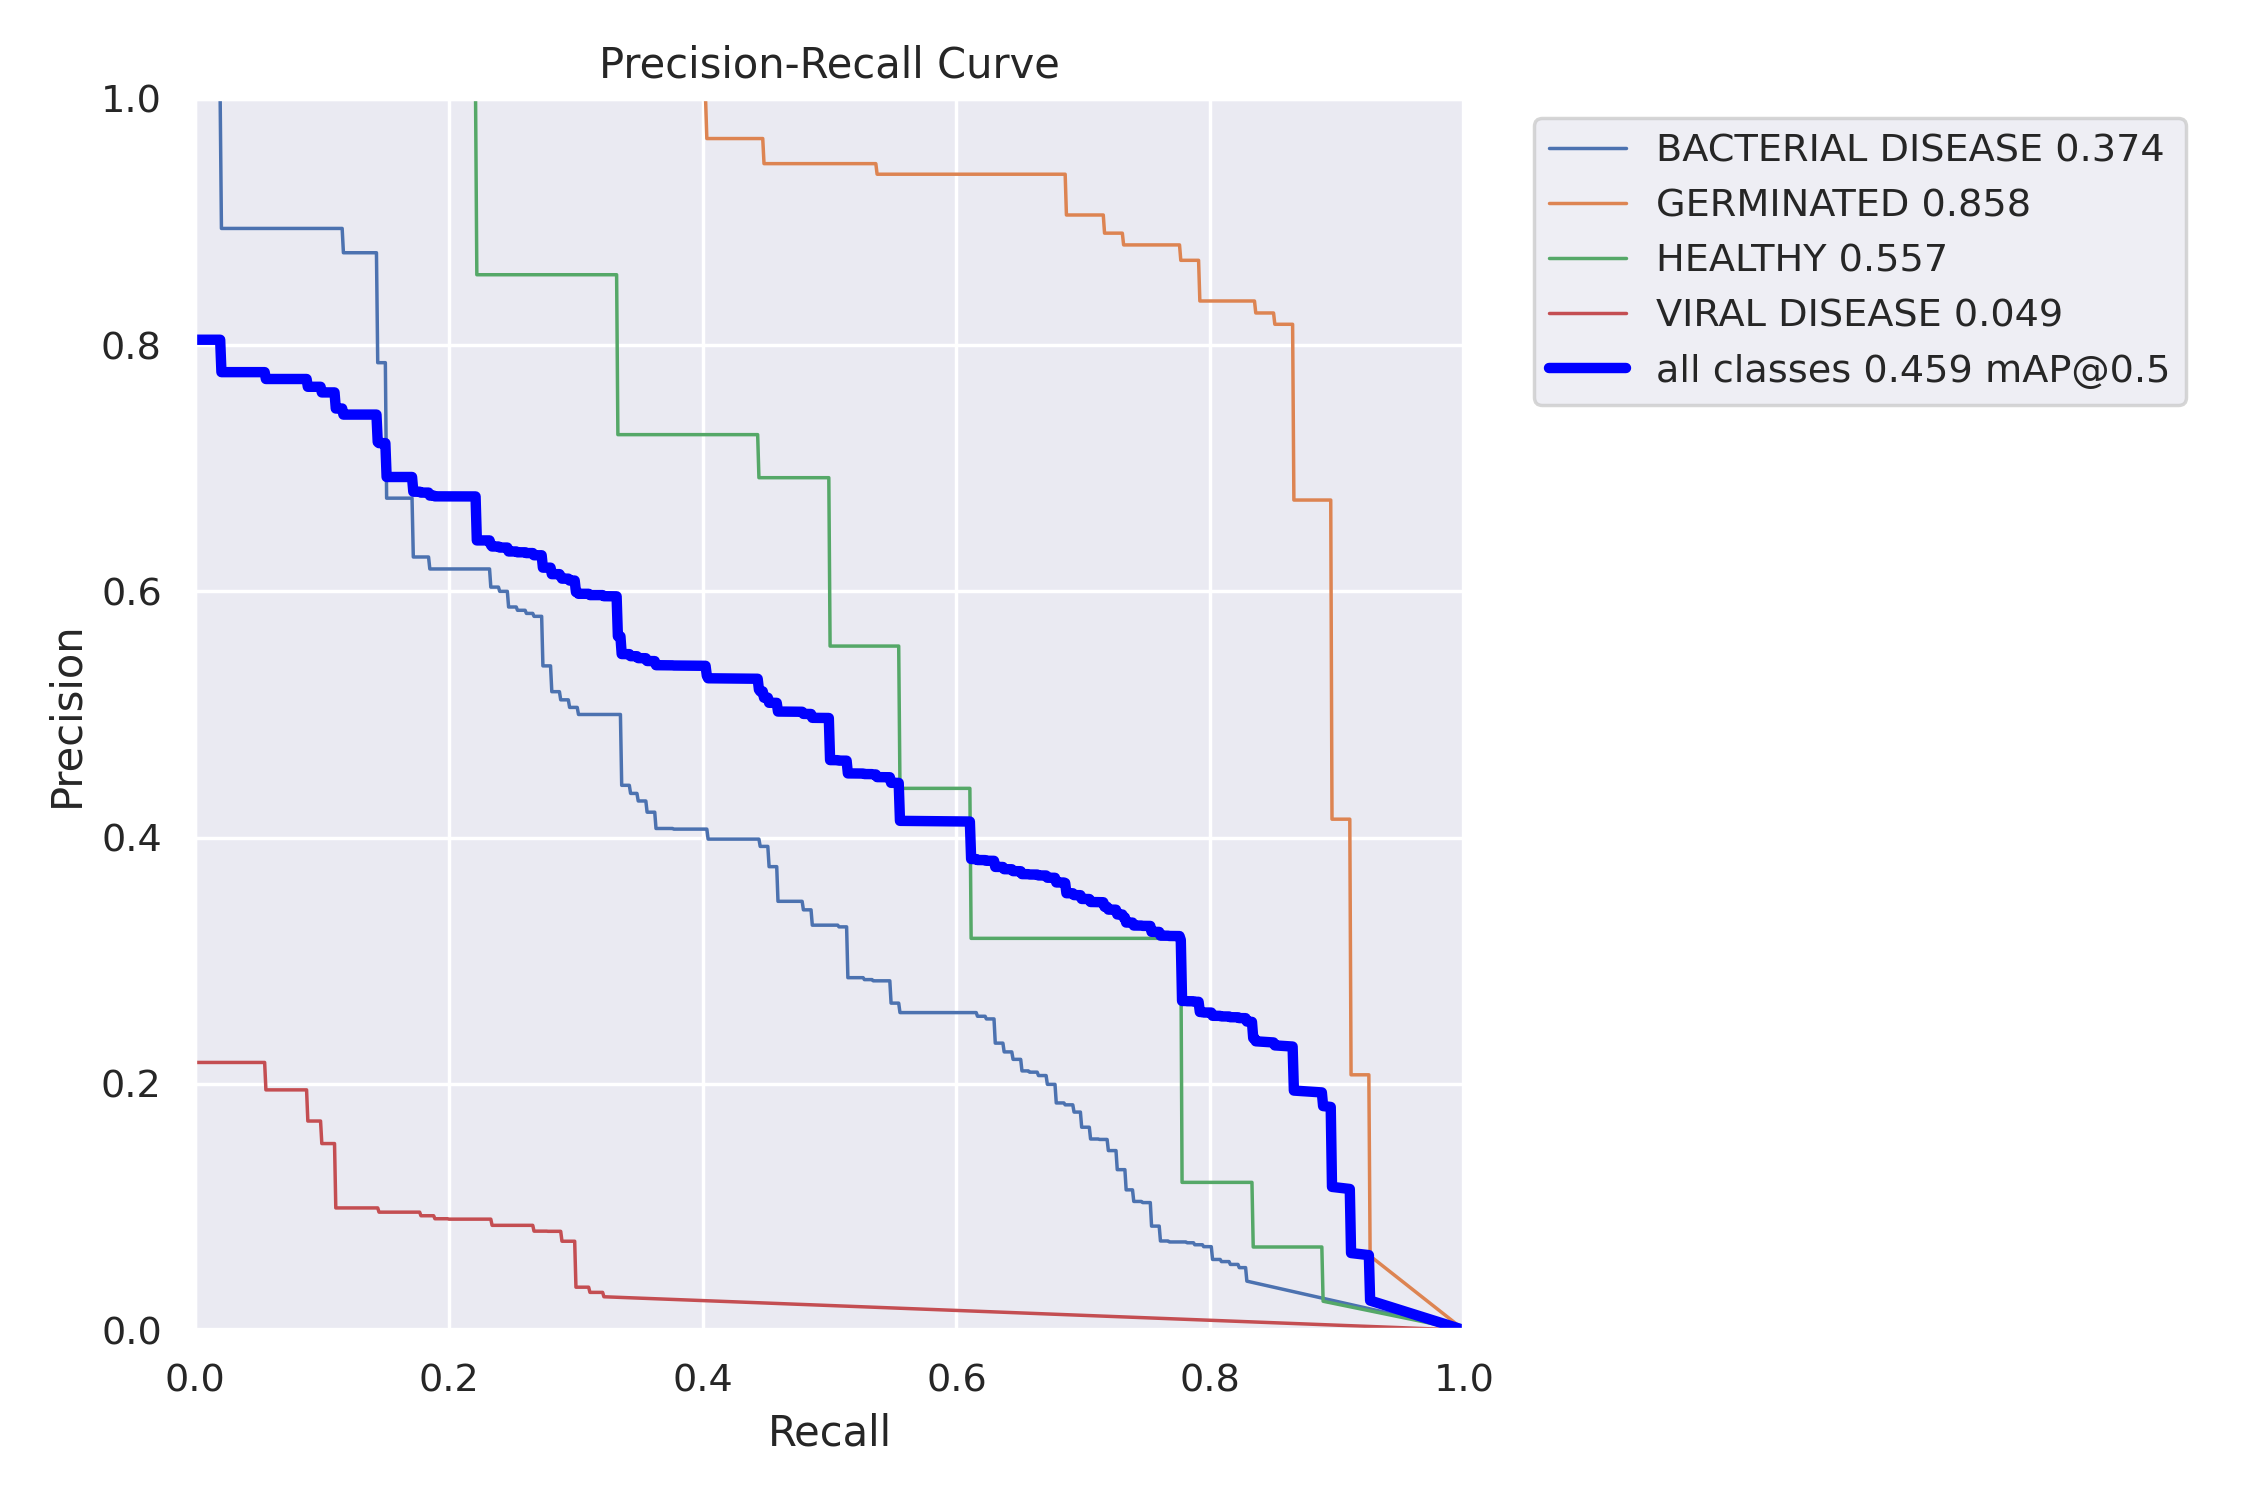 Precision-Recall Curve
1.0
0.8
0.6
0.4
0.2
0.0
Precision
0.0 0.2 0.4 0.6 0.8 1.0
Recall
BACTERIAL DISEASE 0.374
GERMINATED 0.858
HEALTHY 0.557
VIRAL DISEASE 0.049
all classes 0.459 mAP@0.5